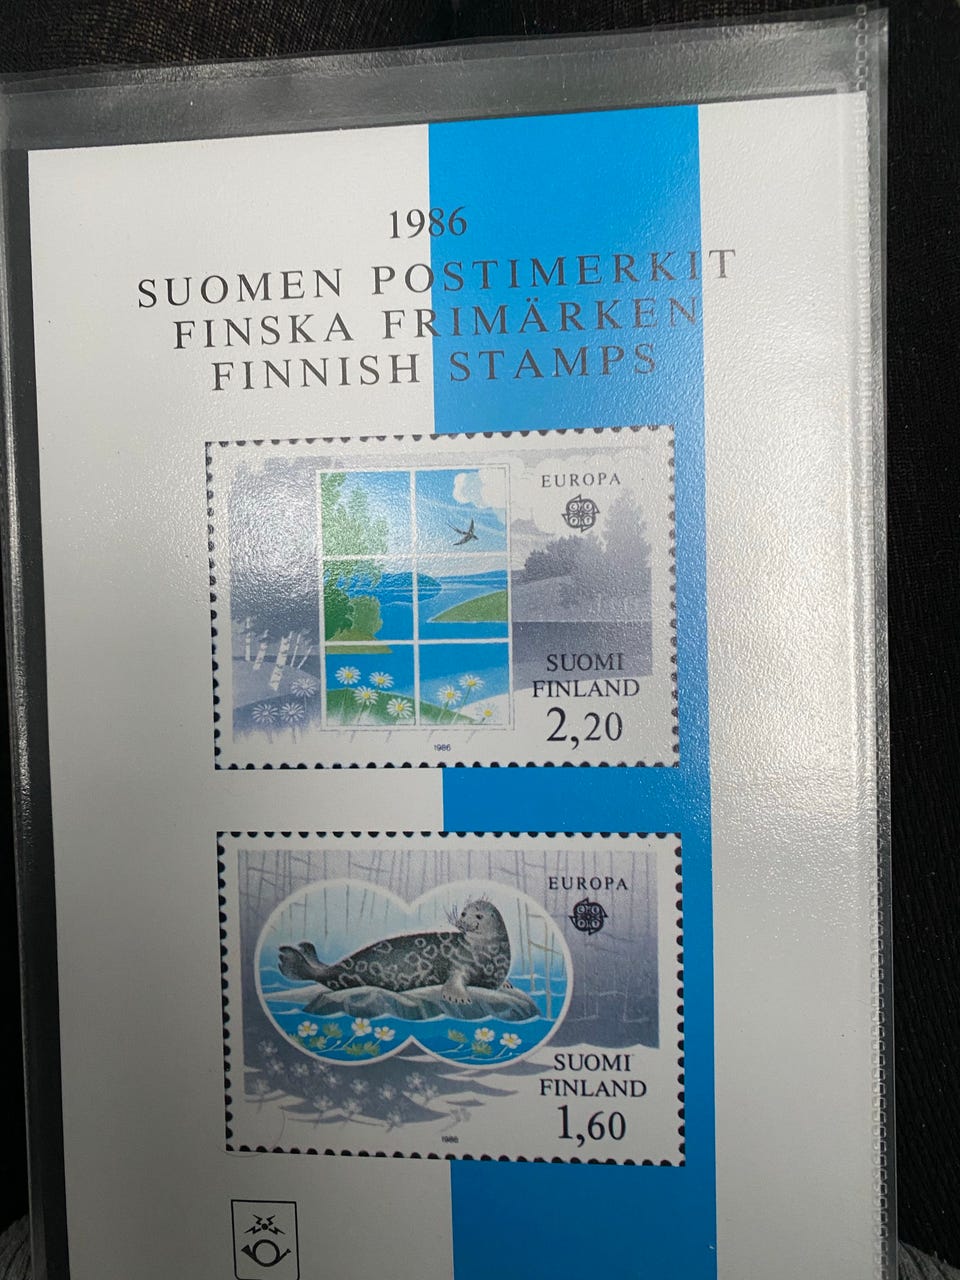 1986
SUOMEN POSTIMERKIT
FINSKA FRIMÄRKEN
FINNISH STAMPS
EUROPA
SUOMI
FINLAND
2,20
1986
EUROPA
SUOMI
FINLAND
1,60
1986